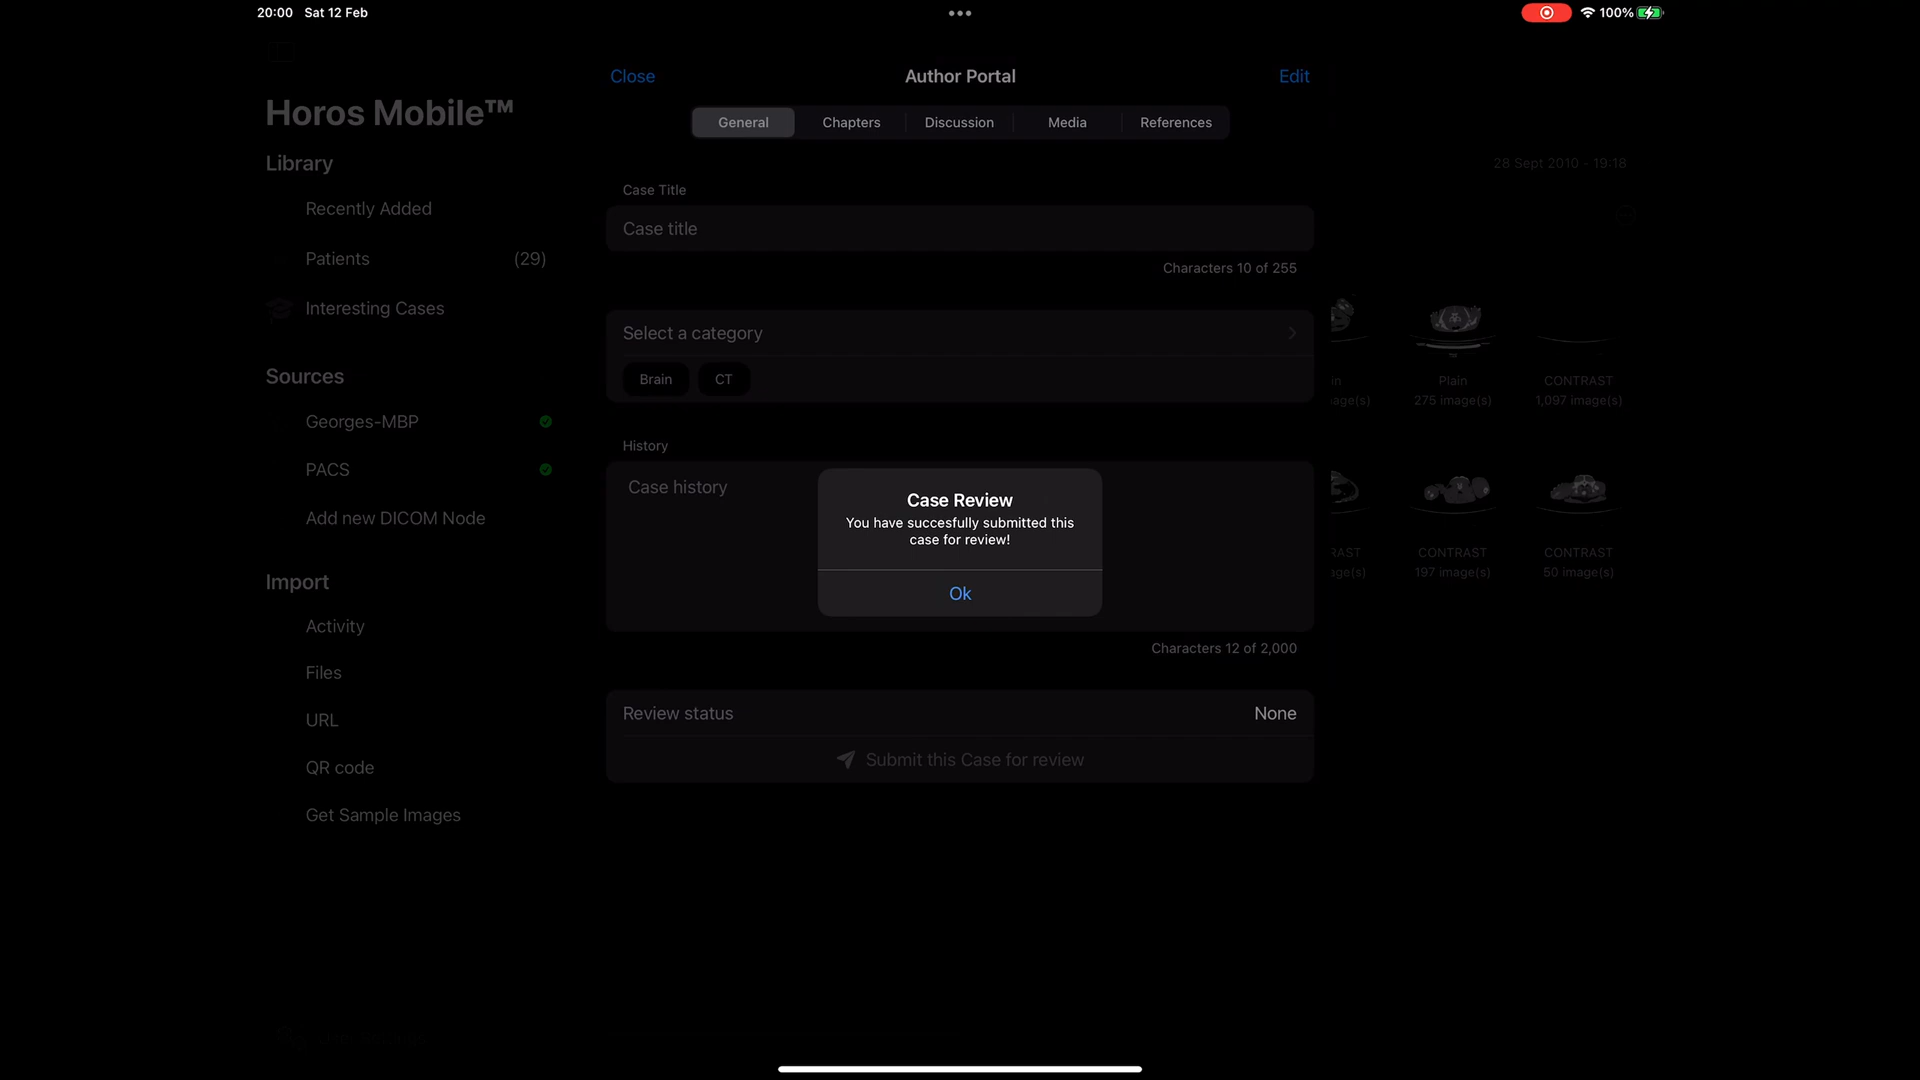 20:00 Sat 12 Feb
100%
Close
Author Portal
Edit
General
Chapters
Discussion
Media
References
Horos Mobile™
Library
Recently Added
Patients (29)
Interesting Cases
Sources
Georges-MBP
PACS
Add new DICOM Node
Import
Activity
Files
URL
QR code
Get Sample Images
Case Title
Case title
Characters 10 of 255
Select a category
Brain
CT
History
Case history
Characters 12 of 2,000
Review status
None
Submit this Case for review
Case Review
You have succesfully submitted this
case for review!
Ok
28 Sept 2010 - 19:18
Plain
275 image(s)
CONTRAST
1,097 image(s)
CONTRAST
197 image(s)
CONTRAST
50 image(s)